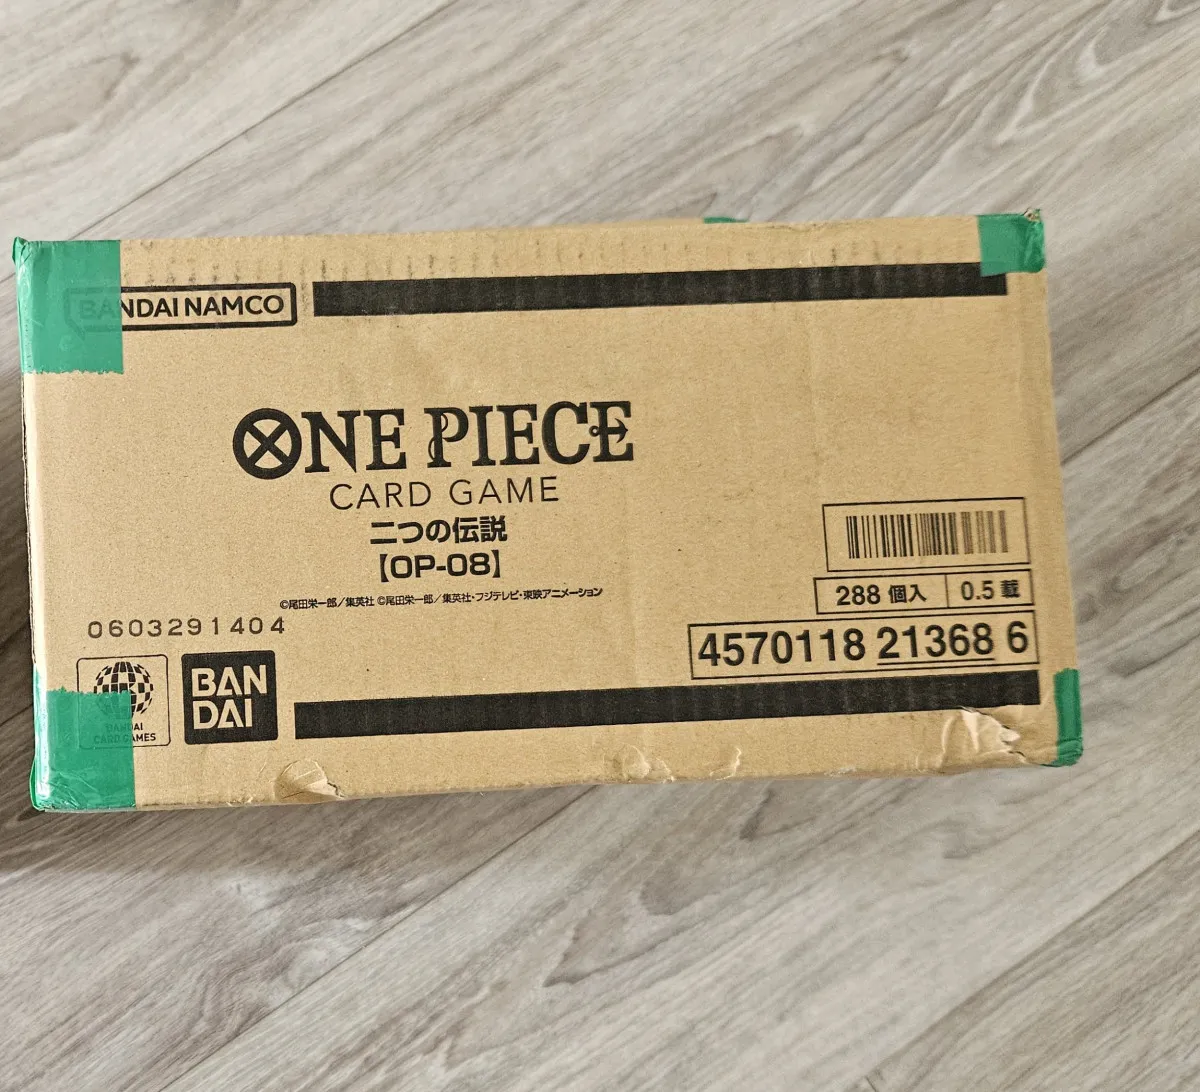 BANDAI NAMCO
ONE PIECE
CARD GAME
二つの伝説
【OP-08】
©尾田栄一郎/集英社 ©尾田栄一郎/集英社・フジテレビ・東映アニメーション
0603291404
288 個入 0.5 載
4570118 21368 6
BANDAI
CARD GAMES
BAN
DAI